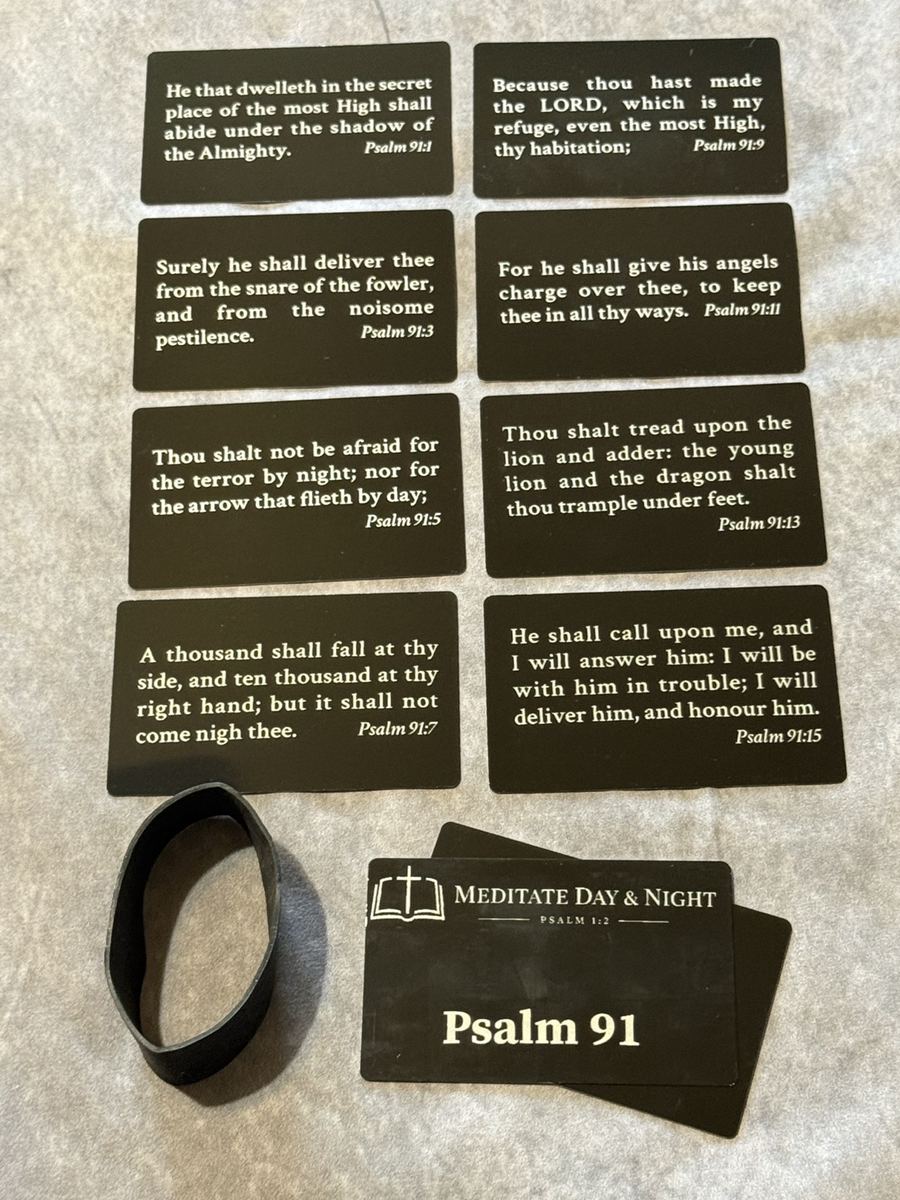 He that dwelleth in the secret
place of the most High shall
abide under the shadow of
the Almighty. Psalm 91:1
Because thou hast made
the LORD, which is my
refuge, even the most High,
thy habitation; Psalm 91:9
Surely he shall deliver thee
from the snare of the fowler,
and from the noisome
pestilence. Psalm 91:3
For he shall give his angels
charge over thee, to keep
thee in all thy ways. Psalm 91:11
Thou shalt not be afraid for
the terror by night; nor for
the arrow that flieth by day;
Psalm 91:5
Thou shalt tread upon the
lion and adder: the young
lion and the dragon shalt
thou trample under feet.
Psalm 91:13
A thousand shall fall at thy
side, and ten thousand at thy
right hand; but it shall not
come nigh thee. Psalm 91:7
He shall call upon me, and
I will answer him: I will be
with him in trouble; I will
deliver him, and honour him.
Psalm 91:15
MEDITATE DAY & NIGHT
PSALM 1:2
Psalm 91